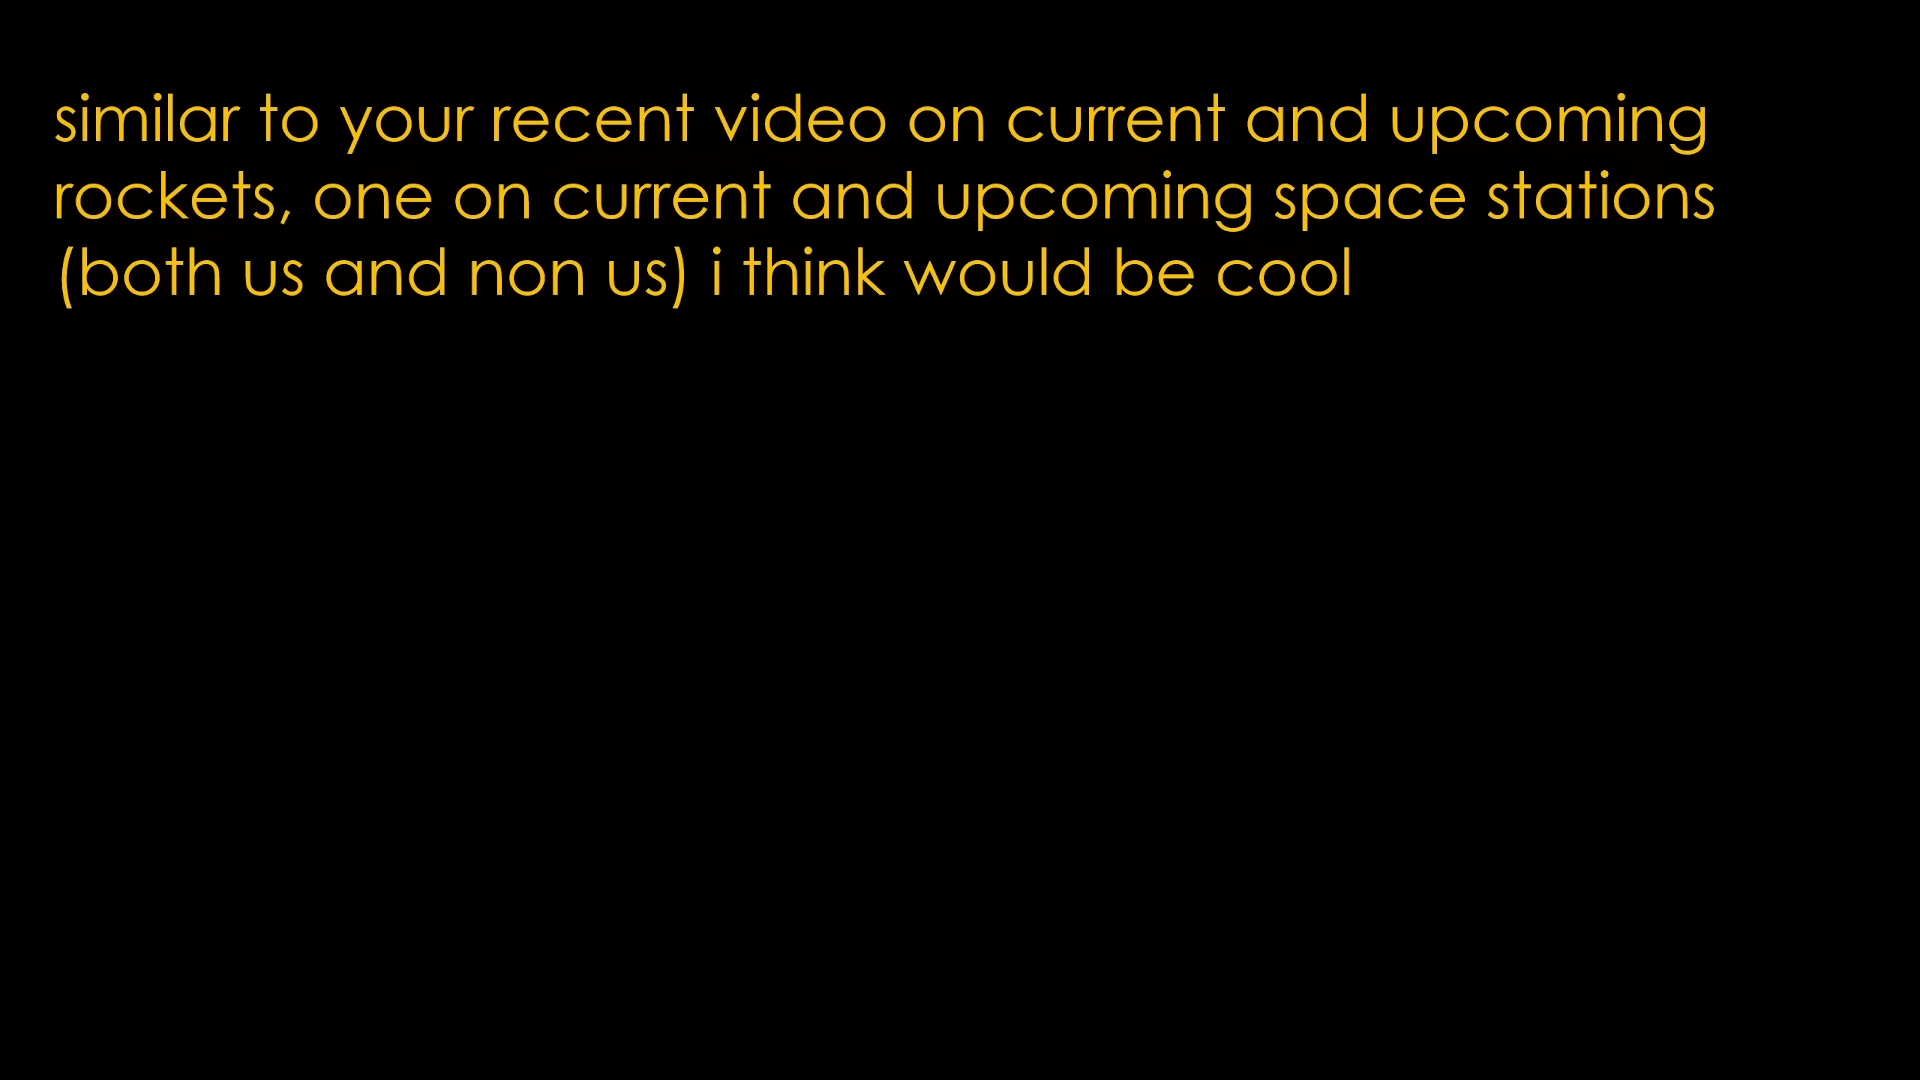 similar to your recent video on current and upcoming
rockets, one on current and upcoming space stations
(both us and non us) i think would be cool